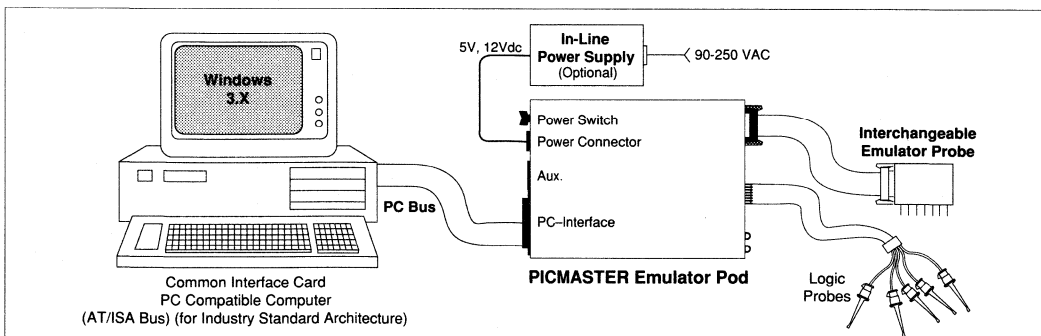 Windows
3.X
5V, 12Vdc
In-Line
Power Supply
(Optional)
90-250 VAC
Power Switch
Power Connector
Aux.
PC–Interface
PC Bus
Interchangeable
Emulator Probe
PICMASTER Emulator Pod
Logic
Probes
Common Interface Card
PC Compatible Computer
(AT/ISA Bus) (for Industry Standard Architecture)